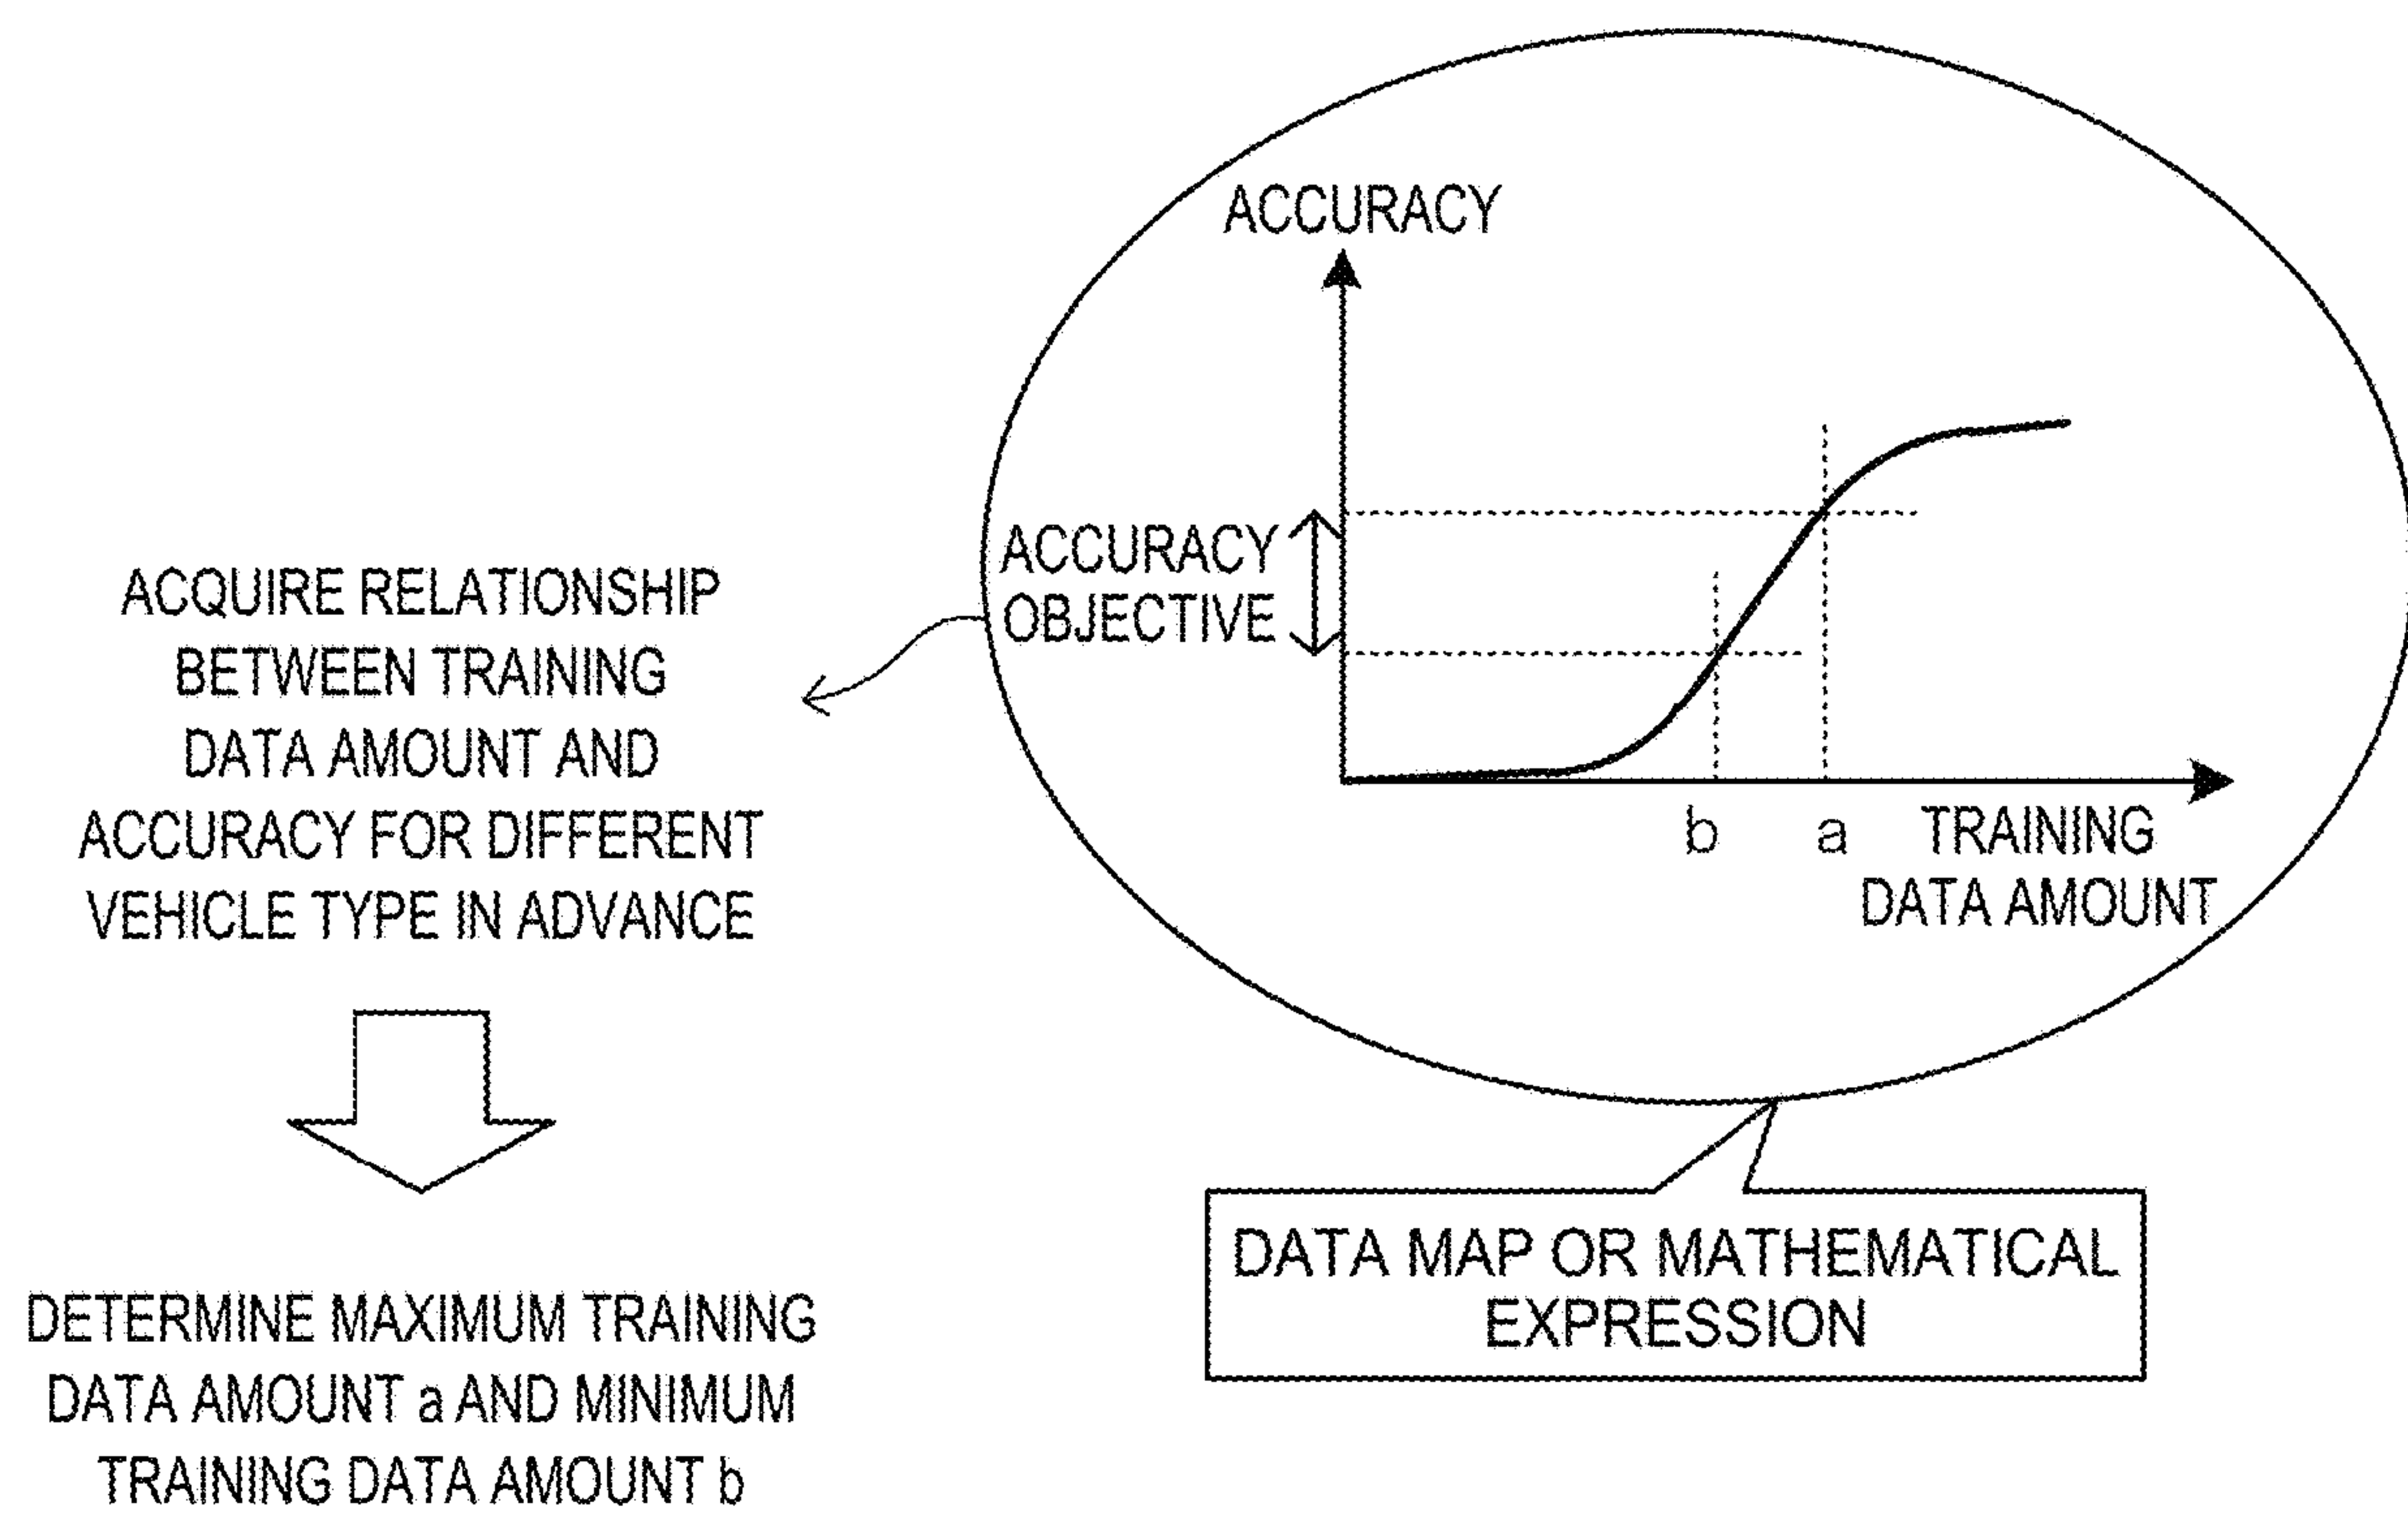 ACCURACY
ACCURACY
OBJECTIVE
b a TRAINING
DATA AMOUNT
ACQUIRE RELATIONSHIP
BETWEEN TRAINING
DATA AMOUNT AND
ACCURACY FOR DIFFERENT
VEHICLE TYPE IN ADVANCE
DATA MAP OR MATHEMATICAL
EXPRESSION
DETERMINE MAXIMUM TRAINING
DATA AMOUNT a AND MINIMUM
TRAINING DATA AMOUNT b